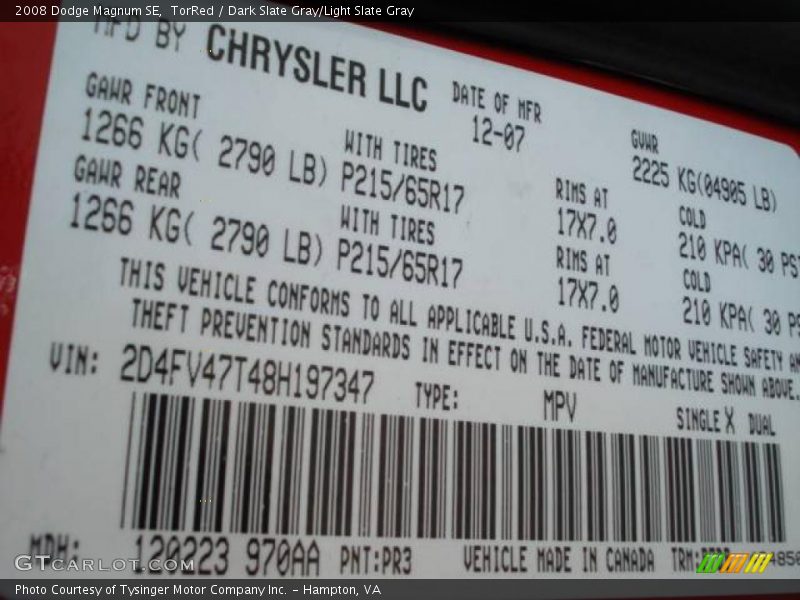 2008 Dodge Magnum SE, TorRed / Dark Slate Gray/Light Slate Gray
MFD BY CHRYSLER LLC
DATE OF MFR
GVWR
12-07
2225 KG(04905 LB)
GAWR FRONT
WITH TIRES
RIMS AT
COLD
1266 KG( 2790 LB) P215/65R17
17X7.0
210 KPA( 30 PSI
GAWR REAR
WITH TIRES
RIMS AT
COLD
1266 KG( 2790 LB) P215/65R17
17X7.0
210 KPA( 30 PS
THIS VEHICLE CONFORMS TO ALL APPLICABLE U.S.A. FEDERAL MOTOR VEHICLE SAFETY AN
THEFT PREVENTION STANDARDS IN EFFECT ON THE DATE OF MANUFACTURE SHOWN ABOVE.
VIN: 2D4FV47T48H197347 TYPE: MPV SINGLE X DUAL
MDH: 120223 970AA PNT:PR3 VEHICLE MADE IN CANADA TRM:
GTCARLOT.COM
Photo Courtesy of Tysinger Motor Company Inc. - Hampton, VA